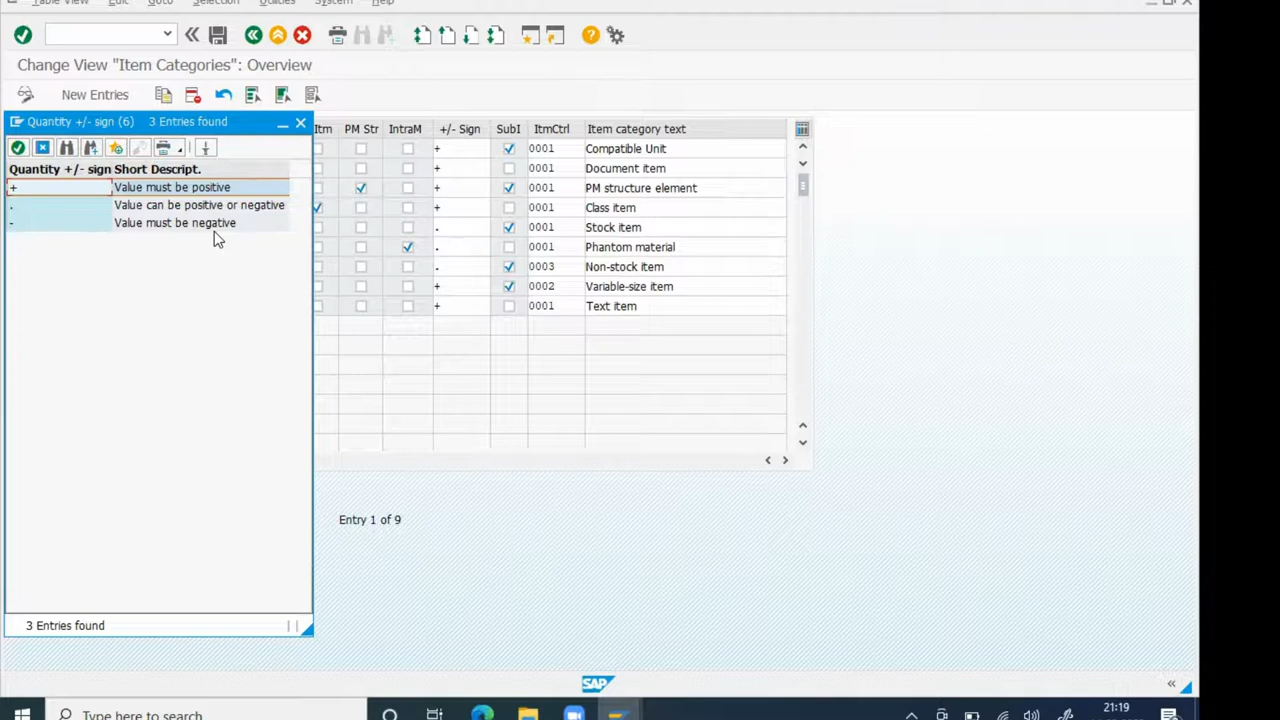 Table View Edit Goto Selection Utilities System Help
Change View "Item Categories": Overview
New Entries
Quantity +/- sign (6) 3 Entries found
Quantity +/- sign Short Descript.
+ Value must be positive
. Value can be positive or negative
- Value must be negative
3 Entries found
Itm PM Str IntraM +/- Sign SubI ItmCtrl Item category text
+ 0001 Compatible Unit
+ 0001 Document item
+ 0001 PM structure element
+ 0001 Class item
. 0001 Stock item
. 0001 Phantom material
. 0003 Non-stock item
+ 0002 Variable-size item
+ 0001 Text item
Entry 1 of 9
SAP
Type here to search
21:19